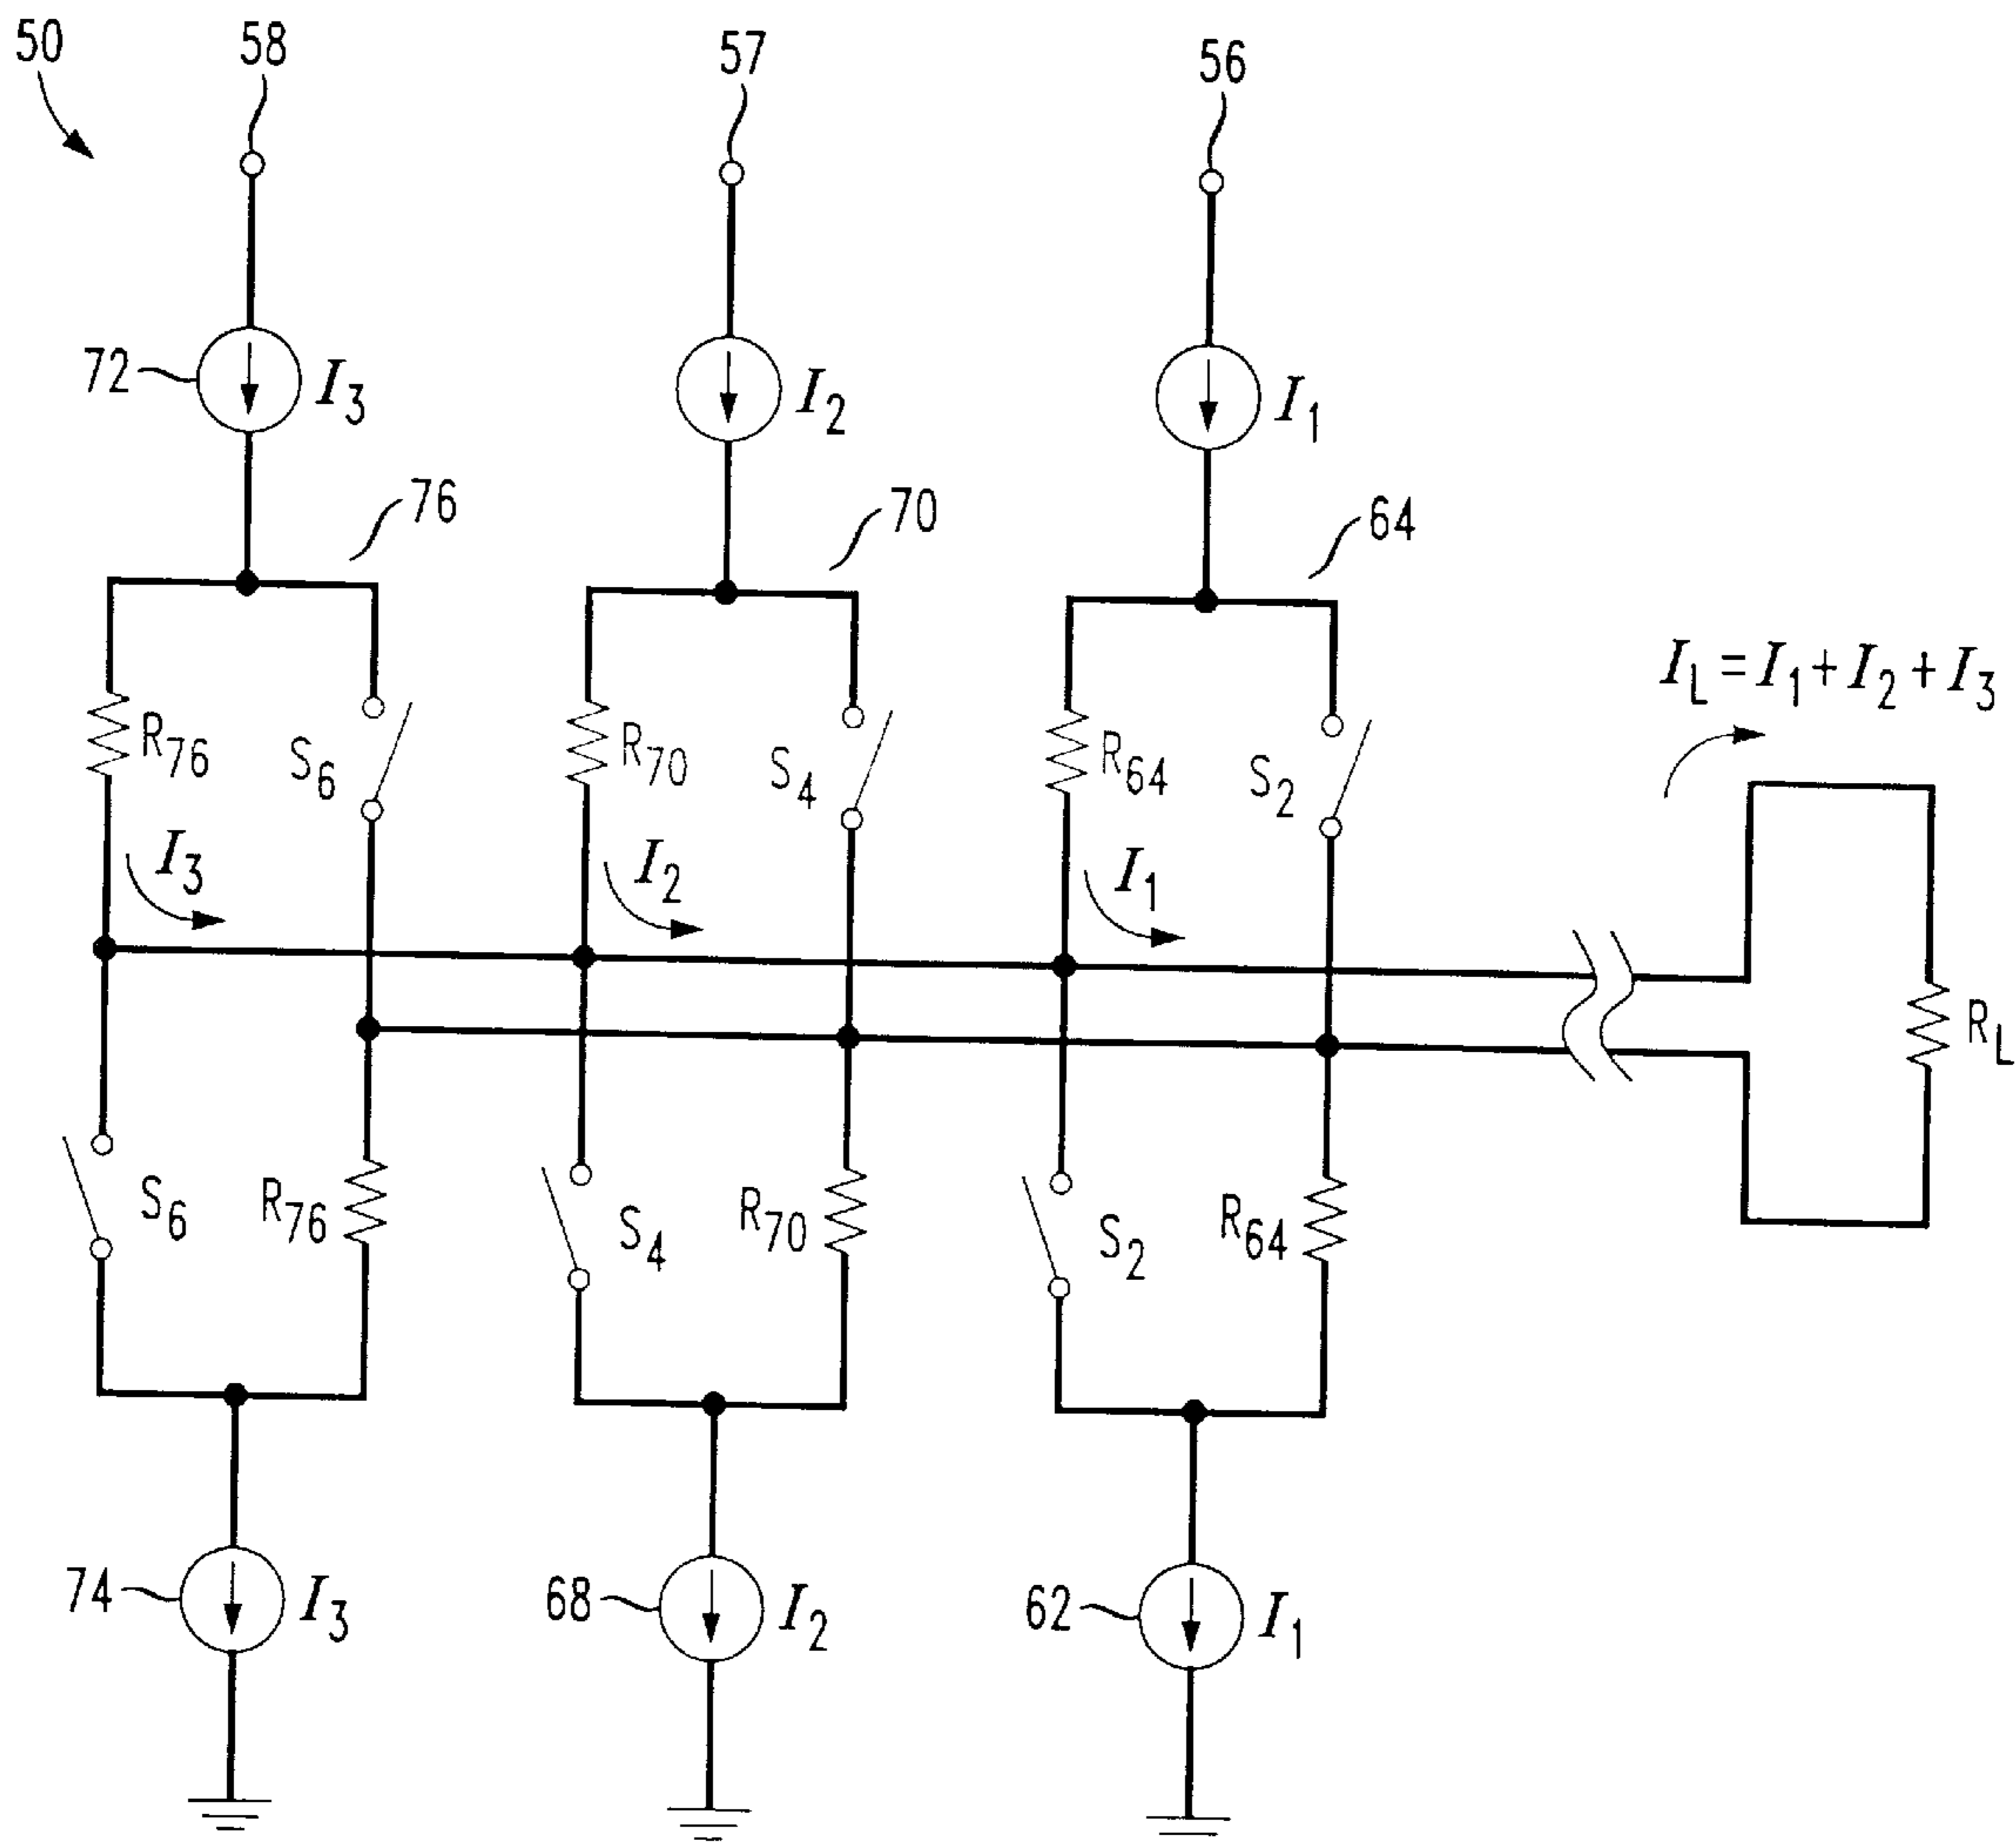 50
58
57
56
72
I3
I2
I1
76
70
64
IL = I1 + I2 + I3
R76
S6
R70
S4
R64
S2
I3
I2
I1
RL
S6
R76
S4
R70
S2
R64
74
I3
68
I2
62
I1